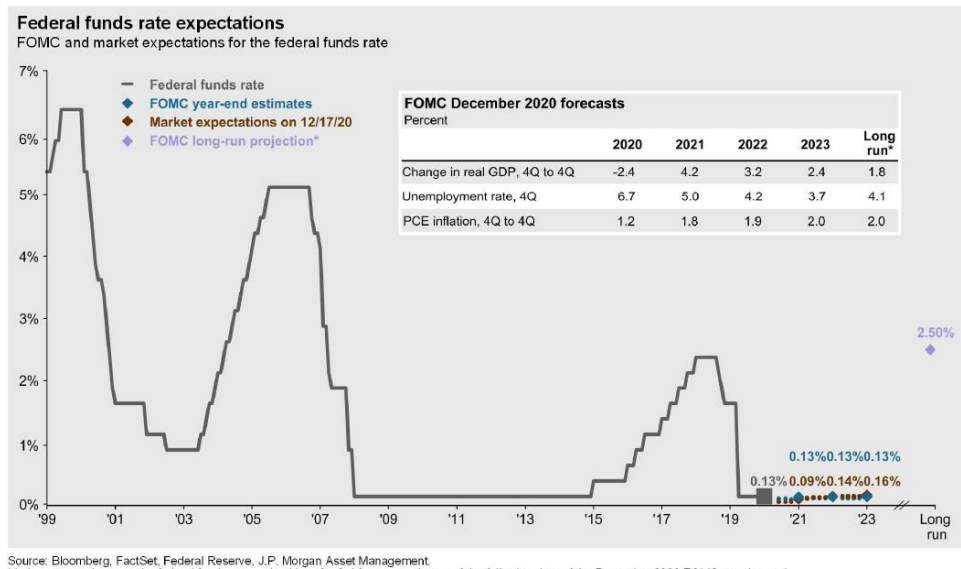 Federal funds rate expectations
FOMC and market expectations for the federal funds rate
7%
6%
5%
4%
3%
2%
1%
0%
Federal funds rate
FOMC year-end estimates
Market expectations on 12/17/20
FOMC long-run projection*
FOMC December 2020 forecasts
Percent
2020 2021 2022 2023 Long run*
Change in real GDP, 4Q to 4Q -2.4 4.2 3.2 2.4 1.8
Unemployment rate, 4Q 6.7 5.0 4.2 3.7 4.1
PCE inflation, 4Q to 4Q 1.2 1.8 1.9 2.0 2.0
2.50%
0.13% 0.13% 0.13%
0.13% 0.09% 0.14% 0.16%
'99 '01 '03 '05 '07 '09 '11 '13 '15 '17 '19 '21 '23 Long run
Source: Bloomberg, FactSet, Federal Reserve, J.P. Morgan Asset Management.